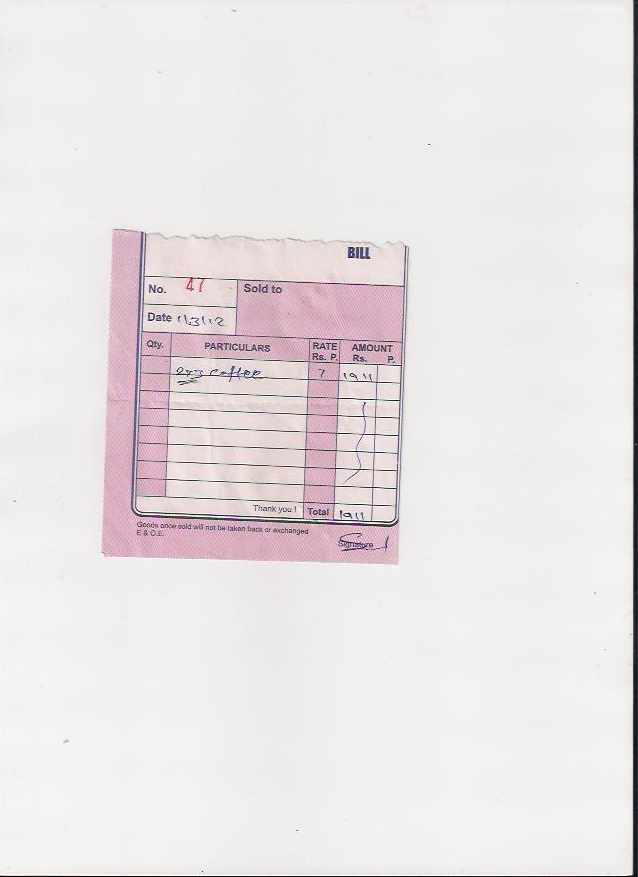 BILL
No. 47 Sold to
Date 1/3/12
Qty. PARTICULARS RATE AMOUNT
Rs. P. Rs. P.
273 coffee 7 1911
Thank you ! Total 1911
Goods once sold will not be taken back or exchanged
E & O.E. Signature